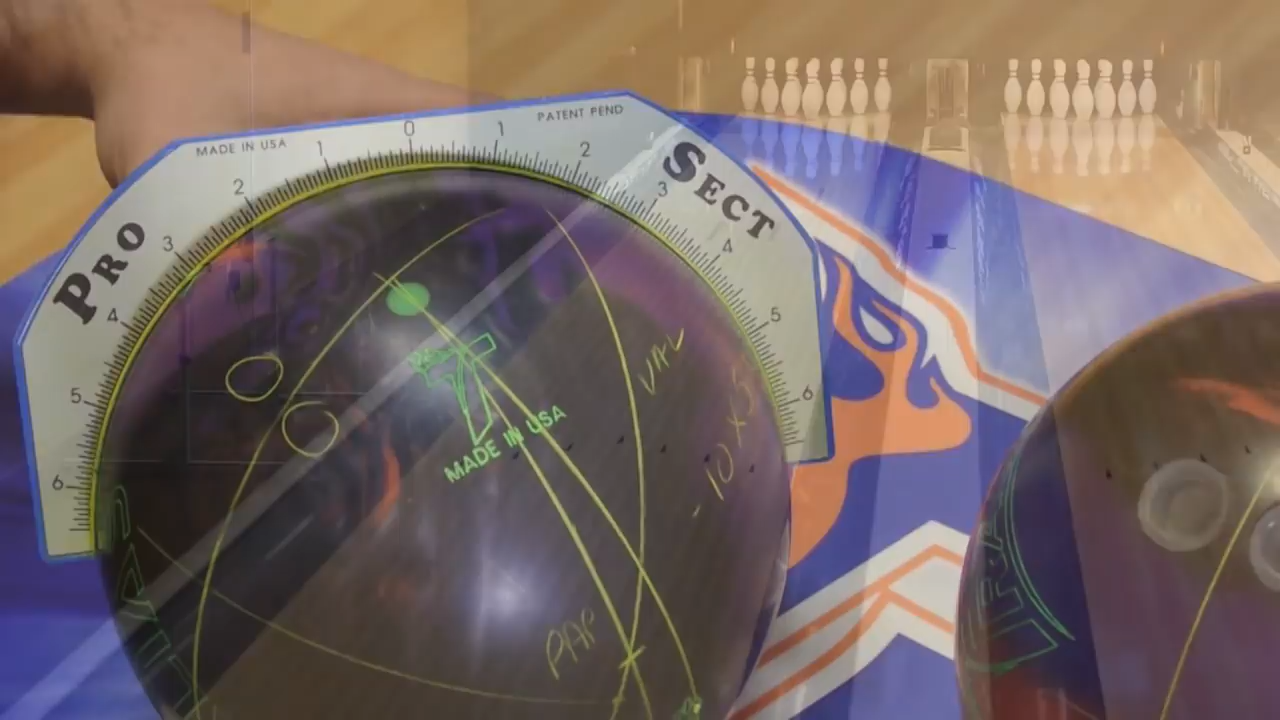 MADE IN USA
PATENT PEND
6 5 4 3 2 1 0 1 2 3 4 5 6
PRO SECT
VAL
MADE IN USA
PAP